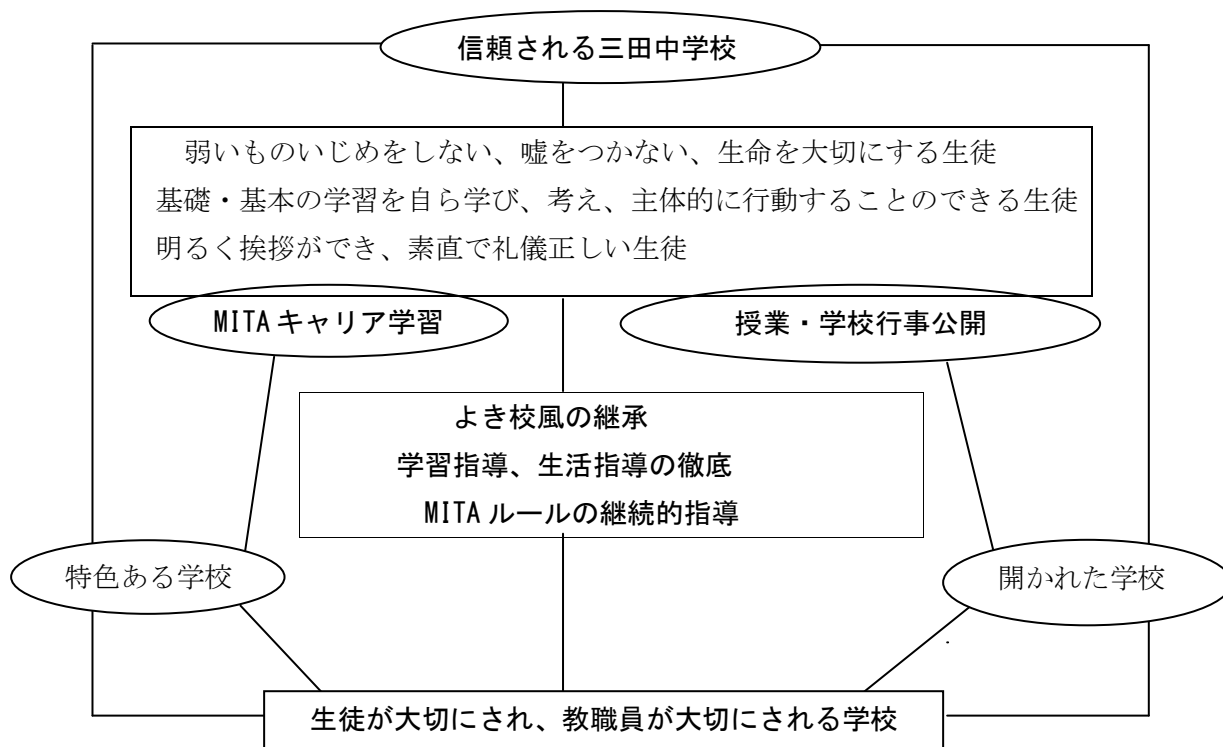 信頼される三田中学校
弱いものいじめをしない、嘘をつかない、生命を大切にする生徒
基礎・基本の学習を自ら学び、考え、主体的に行動することのできる生徒
明るく挨拶ができ、素直で礼儀正しい生徒
MITAキャリア学習
授業・学校行事公開
よき校風の継承
学習指導、生活指導の徹底
MITAルールの継続的指導
特色ある学校
開かれた学校
生徒が大切にされ、教職員が大切にされる学校